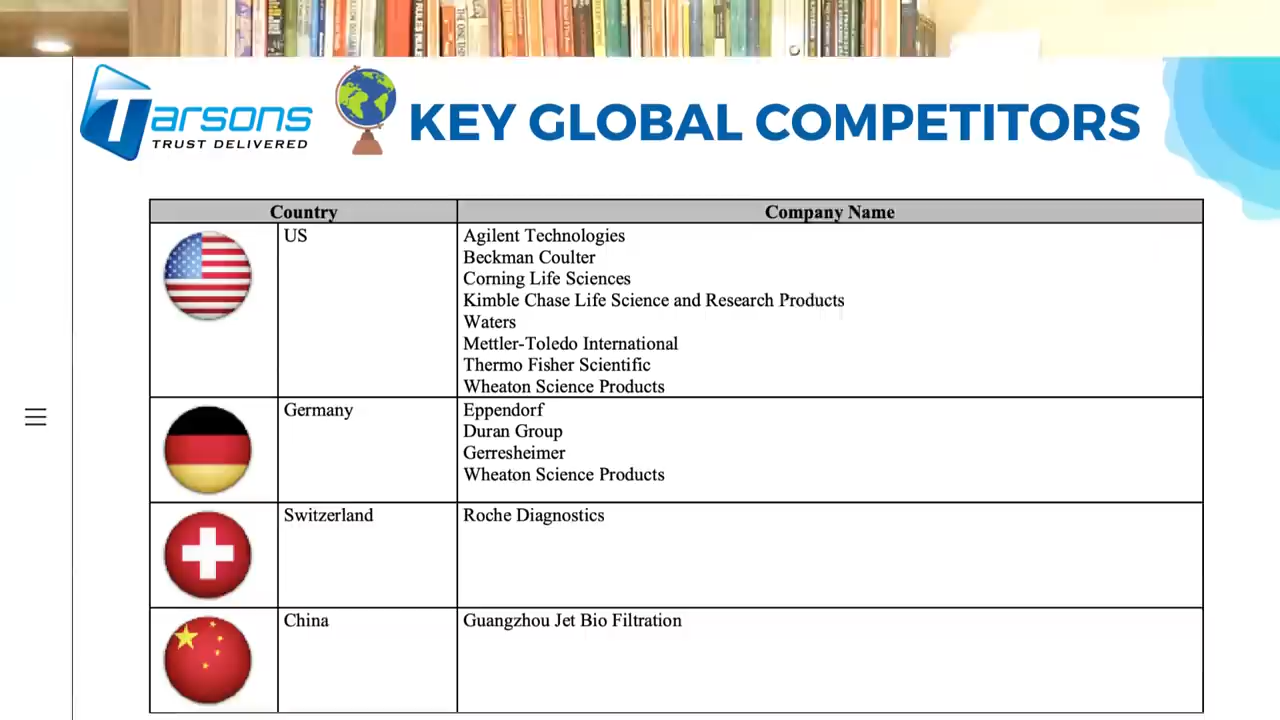 Tarsons
TRUST DELIVERED
KEY GLOBAL COMPETITORS
Country
Company Name
US
Agilent Technologies
Beckman Coulter
Corning Life Sciences
Kimble Chase Life Science and Research Products
Waters
Mettler-Toledo International
Thermo Fisher Scientific
Wheaton Science Products
Germany
Eppendorf
Duran Group
Gerresheimer
Wheaton Science Products
Switzerland
Roche Diagnostics
China
Guangzhou Jet Bio Filtration